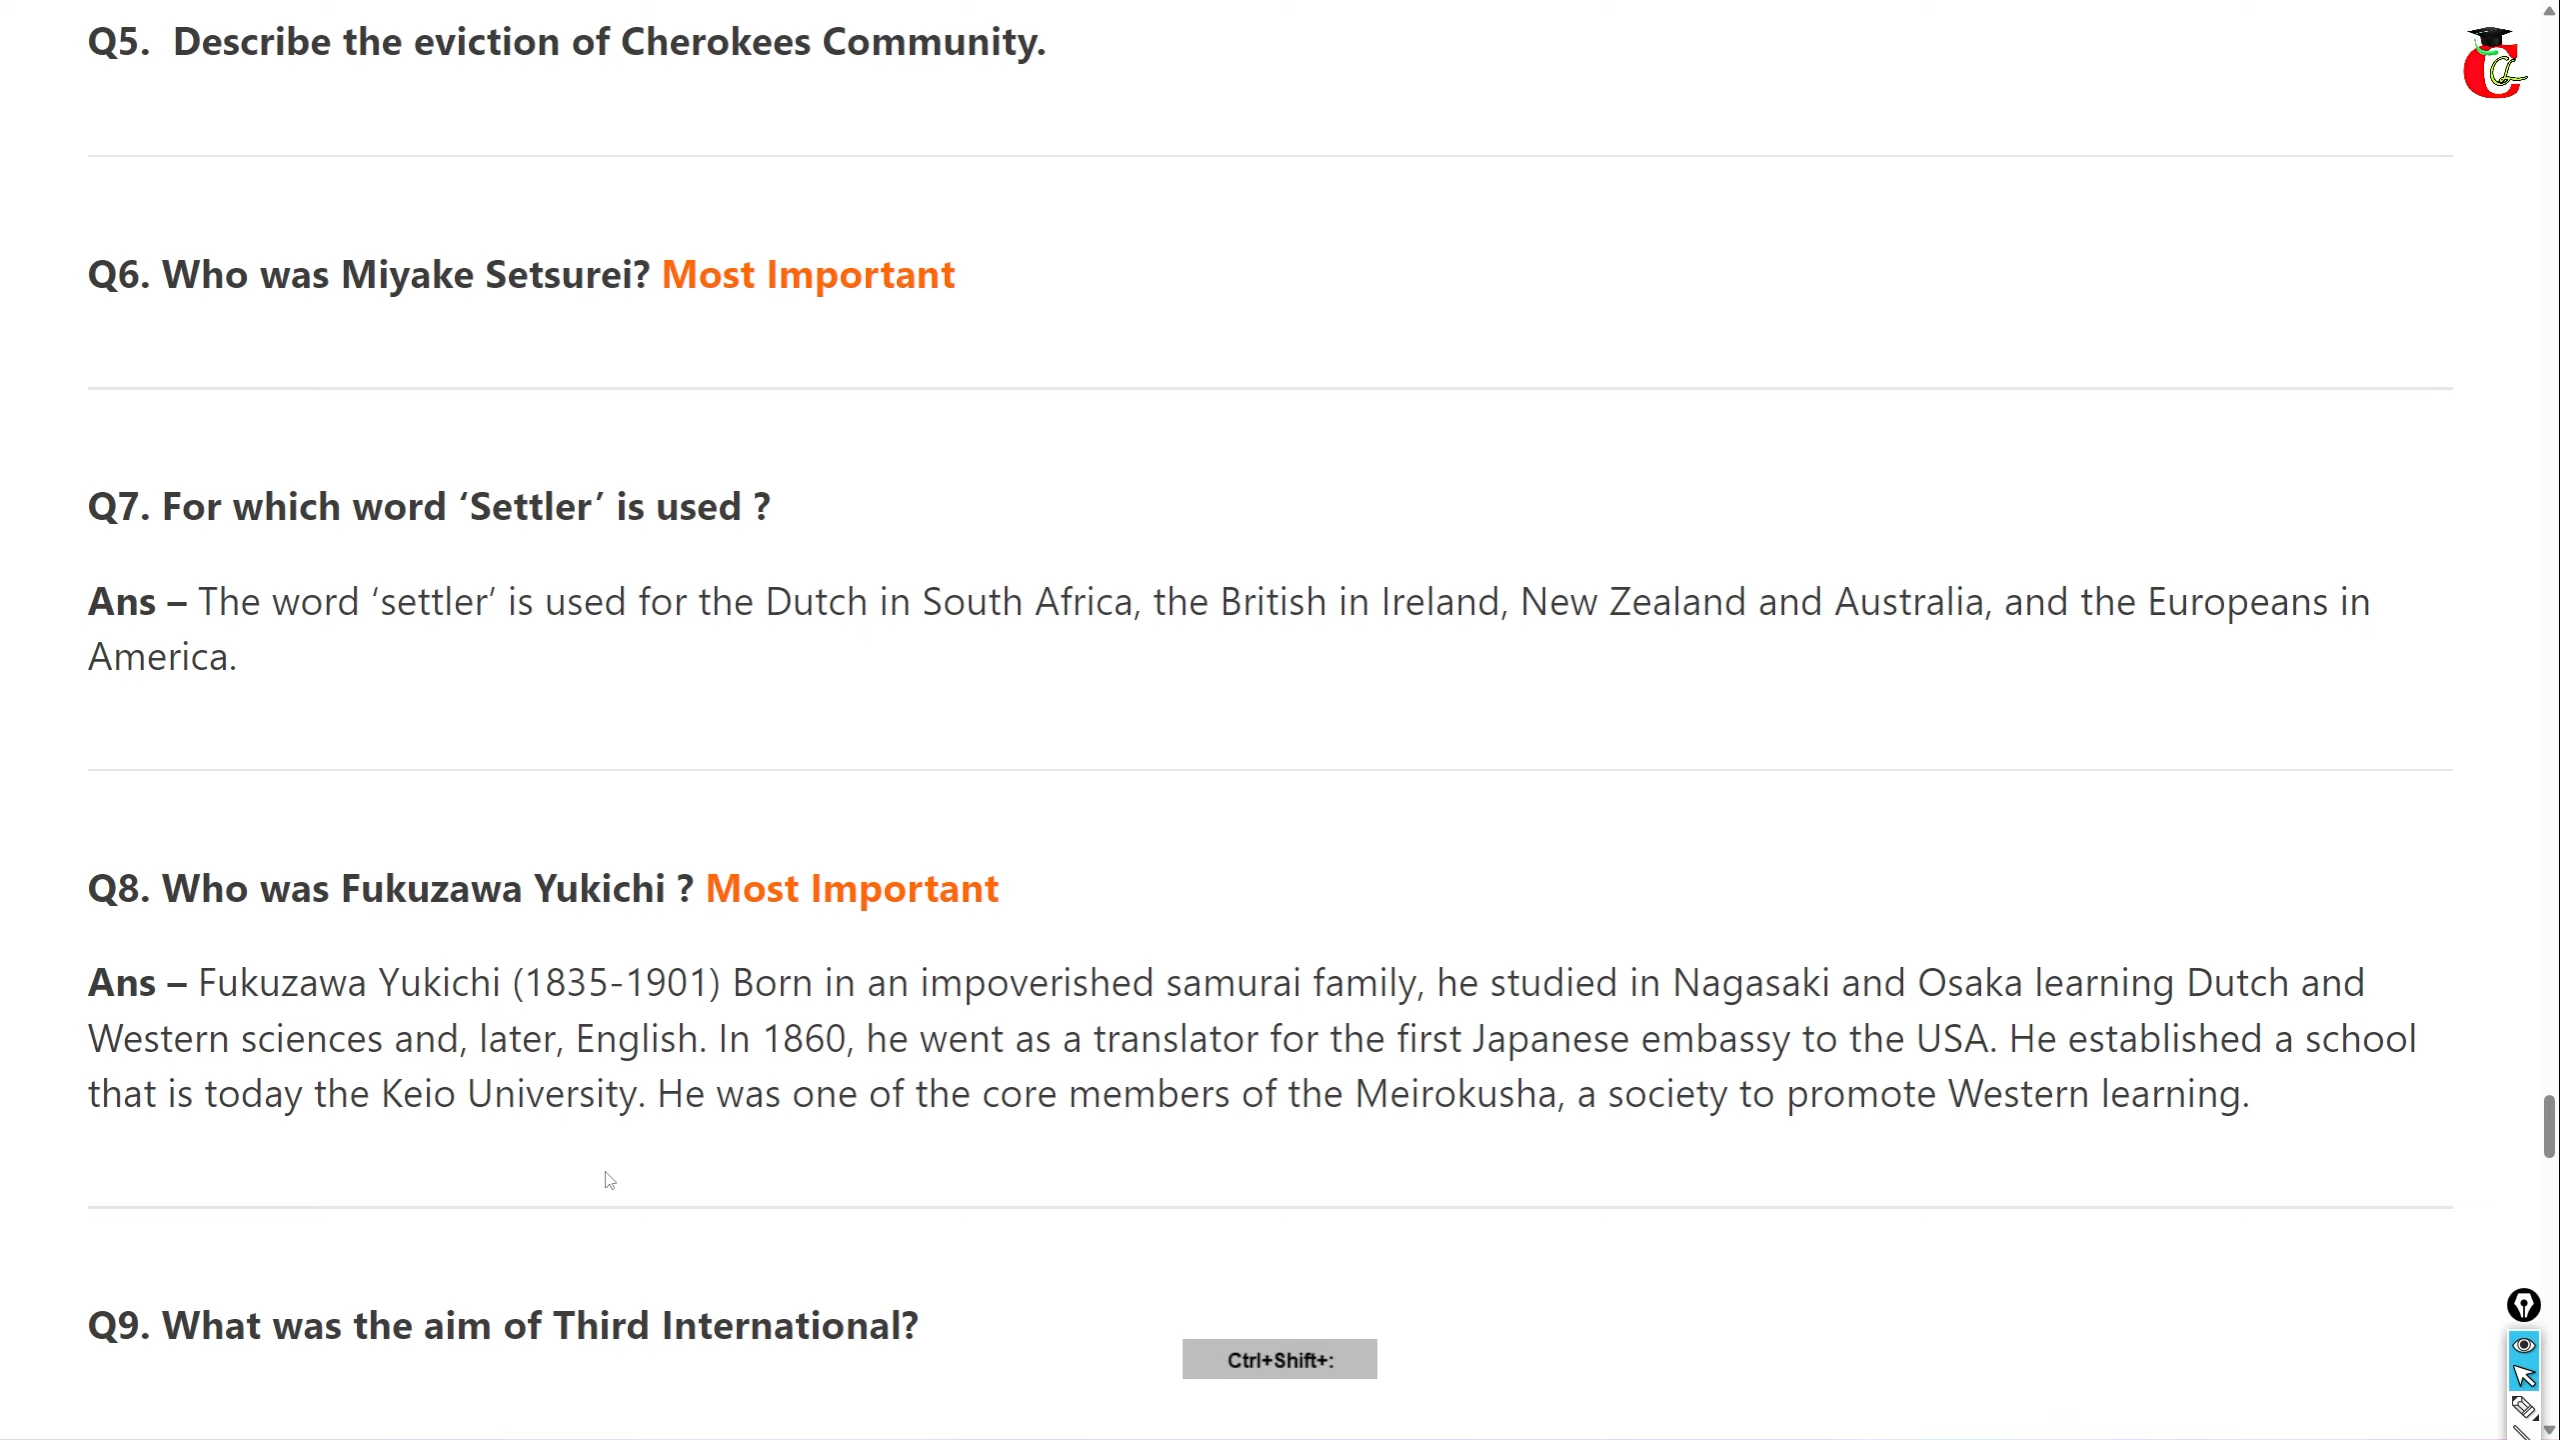 Q5.  Describe the eviction of Cherokees Community.
Q6. Who was Miyake Setsurei? Most Important
Q7. For which word ‘Settler’ is used ?
Ans – The word ‘settler’ is used for the Dutch in South Africa, the British in Ireland, New Zealand and Australia, and the Europeans in
America.
Q8. Who was Fukuzawa Yukichi ? Most Important
Ans – Fukuzawa Yukichi (1835-1901) Born in an impoverished samurai family, he studied in Nagasaki and Osaka learning Dutch and
Western sciences and, later, English. In 1860, he went as a translator for the first Japanese embassy to the USA. He established a school
that is today the Keio University. He was one of the core members of the Meirokusha, a society to promote Western learning.
Q9. What was the aim of Third International?
Ctrl+Shift+: